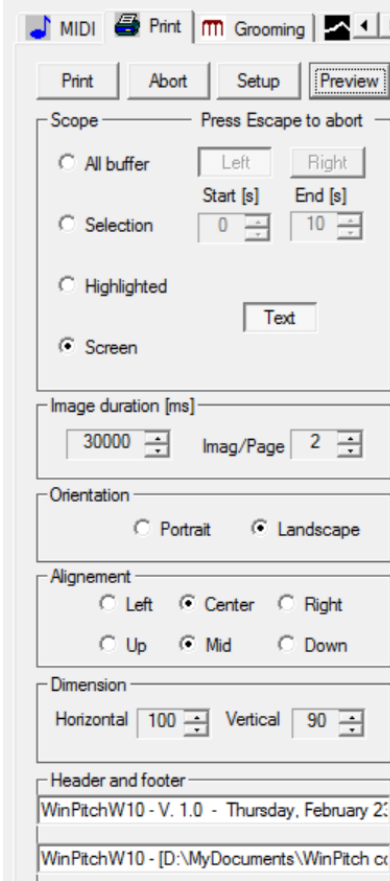 MIDI Print Grooming
Print Abort Setup Preview
Scope Press Escape to abort
All buffer Left Right
Start [s] End [s]
Selection 0 10
Highlighted
Text
Screen
Image duration [ms]
30000 Imag/Page 2
Orientation
Portrait Landscape
Alignement
Left Center Right
Up Mid Down
Dimension
Horizontal 100 Vertical 90
Header and footer
WinPitchW10 - V. 1.0 - Thursday, February 23
WinPitchW10 - [D:\MyDocuments\WinPitch co